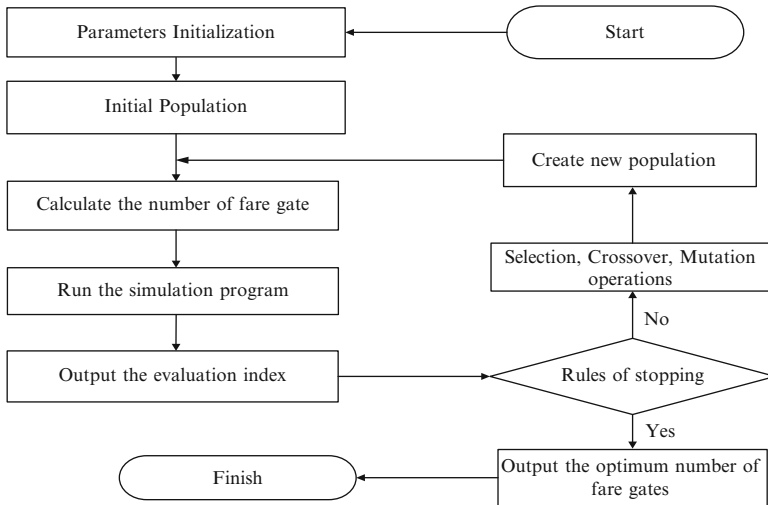 Parameters Initialization
Start
Initial Population
Create new population
Calculate the number of fare gate
Selection, Crossover, Mutation
operations
Run the simulation program
No
Output the evaluation index
Rules of stopping
Yes
Output the optimum number of
fare gates
Finish